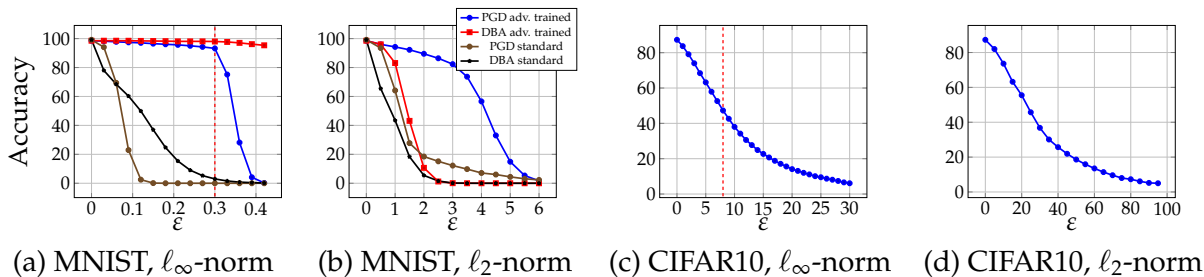 PGD adv. trained
DBA adv. trained
PGD standard
DBA standard
Accuracy
100
80
60
40
20
0
0 0.1 0.2 0.3 0.4
ε
(a) MNIST, ℓ∞-norm
100
80
60
40
20
0
0 1 2 3 4 5 6
ε
(b) MNIST, ℓ2-norm
80
60
40
20
0
0 5 10 15 20 25 30
ε
(c) CIFAR10, ℓ∞-norm
80
60
40
20
0
0 20 40 60 80 100
ε
(d) CIFAR10, ℓ2-norm